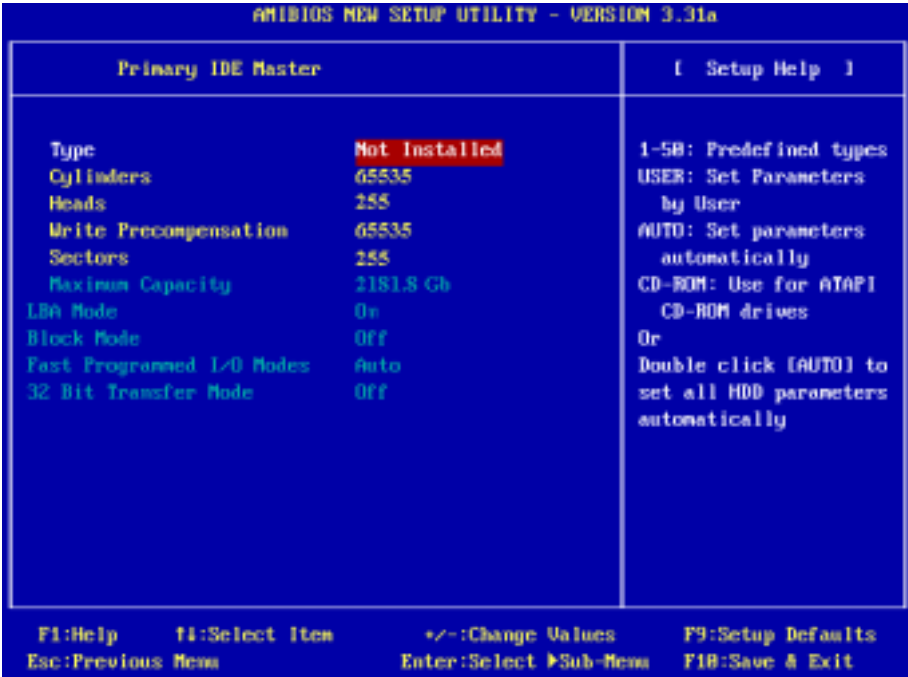 AMIBIOS NEW SETUP UTILITY - VERSION 3.31a
Primary IDE Master
[ Setup Help ]
Type Not Installed
Cylinders 65535
Heads 255
Write Precompensation 65535
Sectors 255
Maximum Capacity 2181.8 Gb
LBA Mode On
Block Mode Off
Fast Programmed I/O Modes Auto
32 Bit Transfer Mode Off
1-50: Predefined types
USER: Set Parameters
by User
AUTO: Set parameters
automatically
CD-ROM: Use for ATAPI
CD-ROM drives
Or
Double click [AUTO] to
set all HDD parameters
automatically
F1:Help ↑↓:Select Item +/-:Change Values F9:Setup Defaults
Esc:Previous Menu Enter:Select ▶Sub-Menu F10:Save & Exit